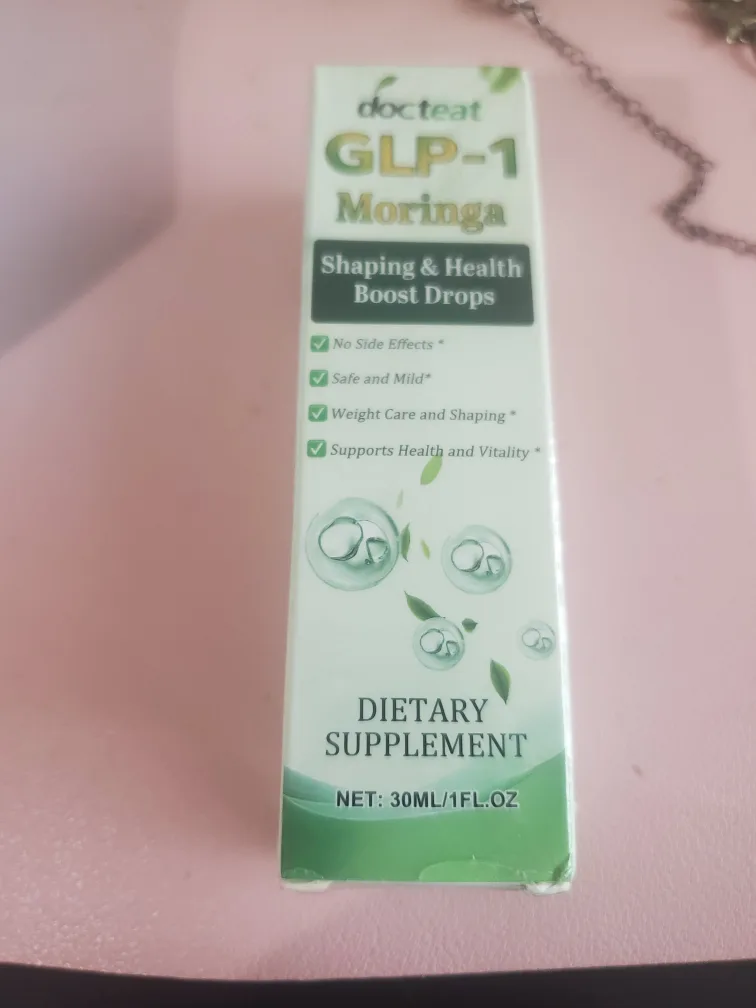 docteat
GLP-1
Moringa
Shaping & Health
Boost Drops
No Side Effects *
Safe and Mild*
Weight Care and Shaping *
Supports Health and Vitality *
DIETARY
SUPPLEMENT
NET: 30ML/1FL.OZ